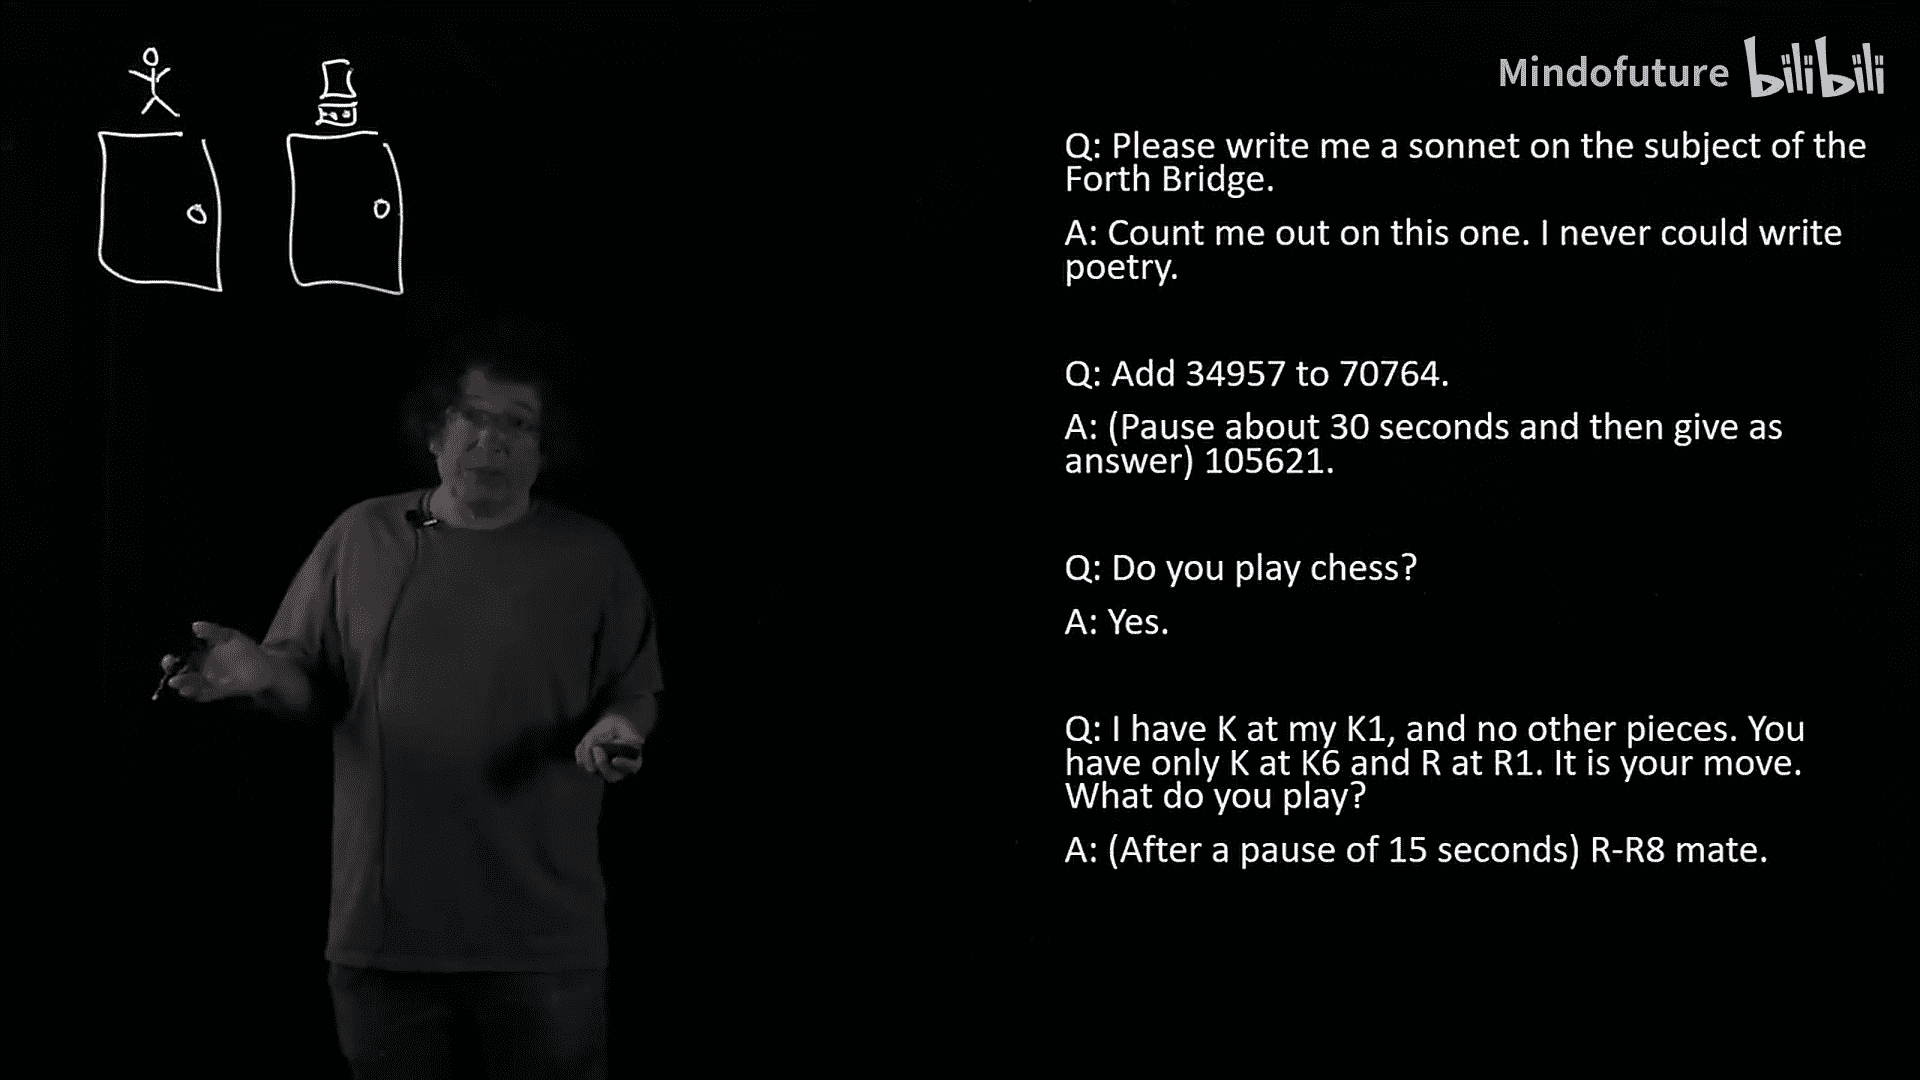 Mindofuture bilibili
Q: Please write me a sonnet on the subject of the
Forth Bridge.
A: Count me out on this one. I never could write
poetry.
Q: Add 34957 to 70764.
A: (Pause about 30 seconds and then give as
answer) 105621.
Q: Do you play chess?
A: Yes.
Q: I have K at my K1, and no other pieces. You
have only K at K6 and R at R1. It is your move.
What do you play?
A: (After a pause of 15 seconds) R-R8 mate.